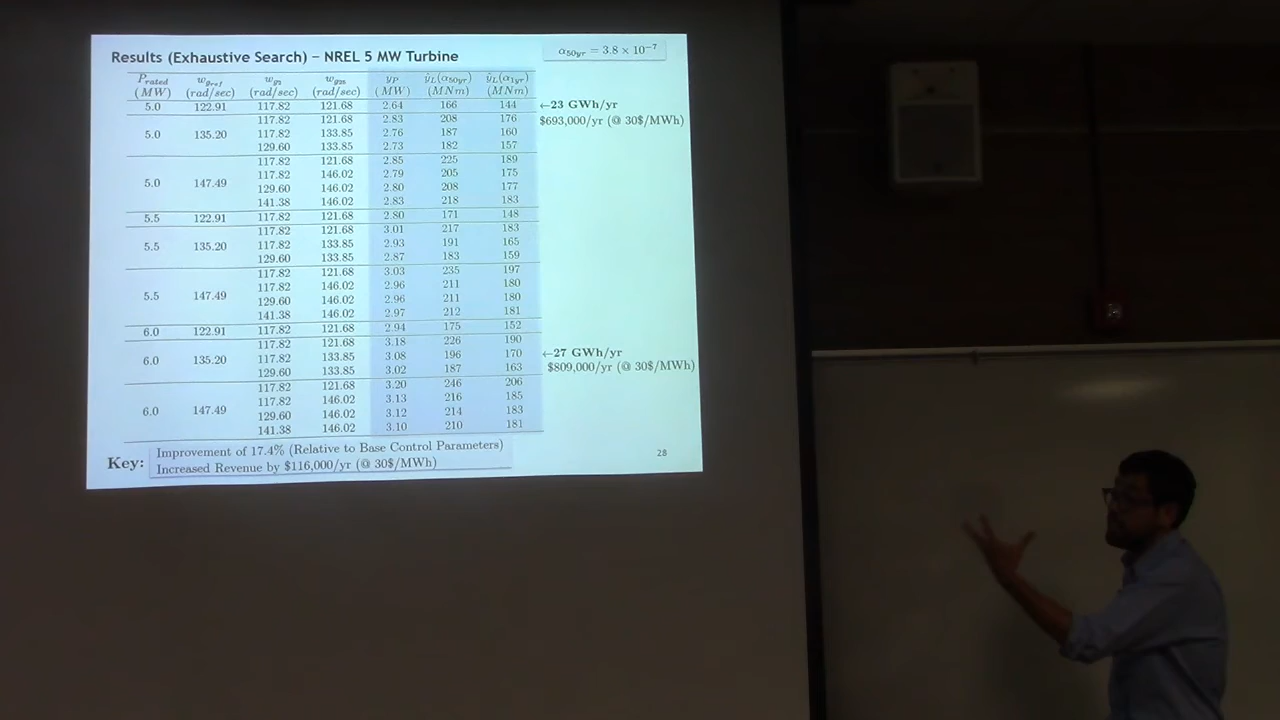 Results (Exhaustive Search) – NREL 5 MW Turbine
α50yr = 3.8 × 10−7
Prated wgref wg2 wg25 yP ỹL(α50yr) ỹL(α1yr)
(MW) (rad/sec) (rad/sec) (rad/sec) (MW) (MNm) (MNm)
5.0 122.91 117.82 121.68 2.64 166 144 ←23 GWh/yr
117.82 121.68 2.83 208 176 $693,000/yr (@ 30$/MWh)
5.0 135.20 117.82 133.85 2.76 187 160
129.60 133.85 2.73 182 157
117.82 121.68 2.85 225 189
5.0 147.49 117.82 146.02 2.79 205 175
129.60 146.02 2.80 208 177
141.38 146.02 2.83 218 183
5.5 122.91 117.82 121.68 2.80 171 148
117.82 121.68 3.01 217 183
5.5 135.20 117.82 133.85 2.93 191 165
129.60 133.85 2.87 183 159
117.82 121.68 3.03 235 197
5.5 147.49 117.82 146.02 2.96 211 180
129.60 146.02 2.96 211 180
141.38 146.02 2.97 212 181
6.0 122.91 117.82 121.68 2.94 175 152
117.82 121.68 3.18 226 190
6.0 135.20 117.82 133.85 3.08 196 170 ←27 GWh/yr
129.60 133.85 3.02 187 163 $809,000/yr (@ 30$/MWh)
117.82 121.68 3.20 246 206
6.0 147.49 117.82 146.02 3.13 216 185
129.60 146.02 3.12 214 183
141.38 146.02 3.10 210 181
Key: Improvement of 17.4% (Relative to Base Control Parameters)
Increased Revenue by $116,000/yr (@ 30$/MWh)
28